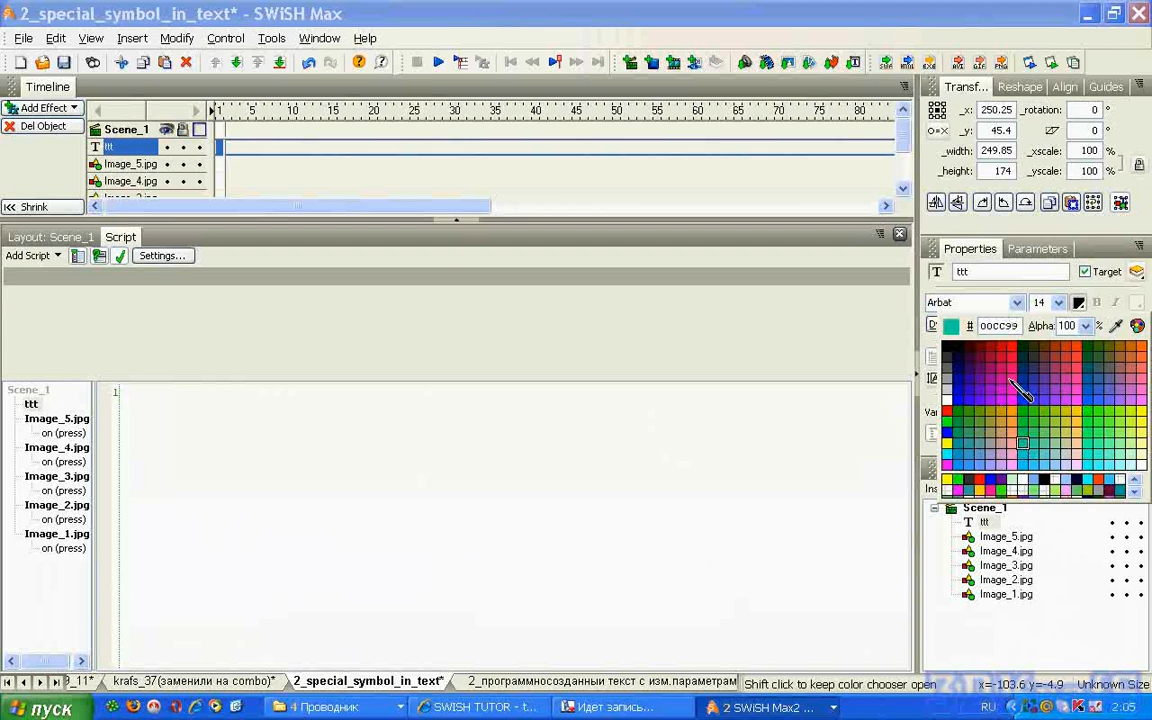 2_special_symbol_in_text* - SWiSH Max
File Edit View Insert Modify Control Tools Window Help
Timeline
Add Effect
Del Object
Shrink
1 5 10 15 20 25 30 35 40 45 50 55 60 65 70 75 80
Scene_1
ttt
Image_5.jpg
Image_4.jpg
Transf... Reshape Align Guides
_x: 250.25 _rotation: 0 °
_y: 45.4 0 °
_width: 249.85 _xscale: 100 %
_height: 174 _yscale: 100 %
Layout: Scene_1 Script
Add Script Settings...
Scene_1
ttt
Image_5.jpg
on (press)
Image_4.jpg
on (press)
Image_3.jpg
on (press)
Image_2.jpg
on (press)
Image_1.jpg
on (press)
1
Properties Parameters
ttt Target
Arbat 14 B I
# 00CC99 Alpha: 100 %
Scene_1
ttt
Image_5.jpg
Image_4.jpg
Image_3.jpg
Image_2.jpg
Image_1.jpg
9_11* krafs_37(заменили на combo)* 2_special_symbol_in_text* 2_программносозданныи текст с изм.параметрам
Shift click to keep color chooser open x=-103.6 y=-4.9 Unknown Size
пуск 4 Проводник SWISH TUTOR - t... Идет запись... 2 SWiSH Max2 ... RU 2:05